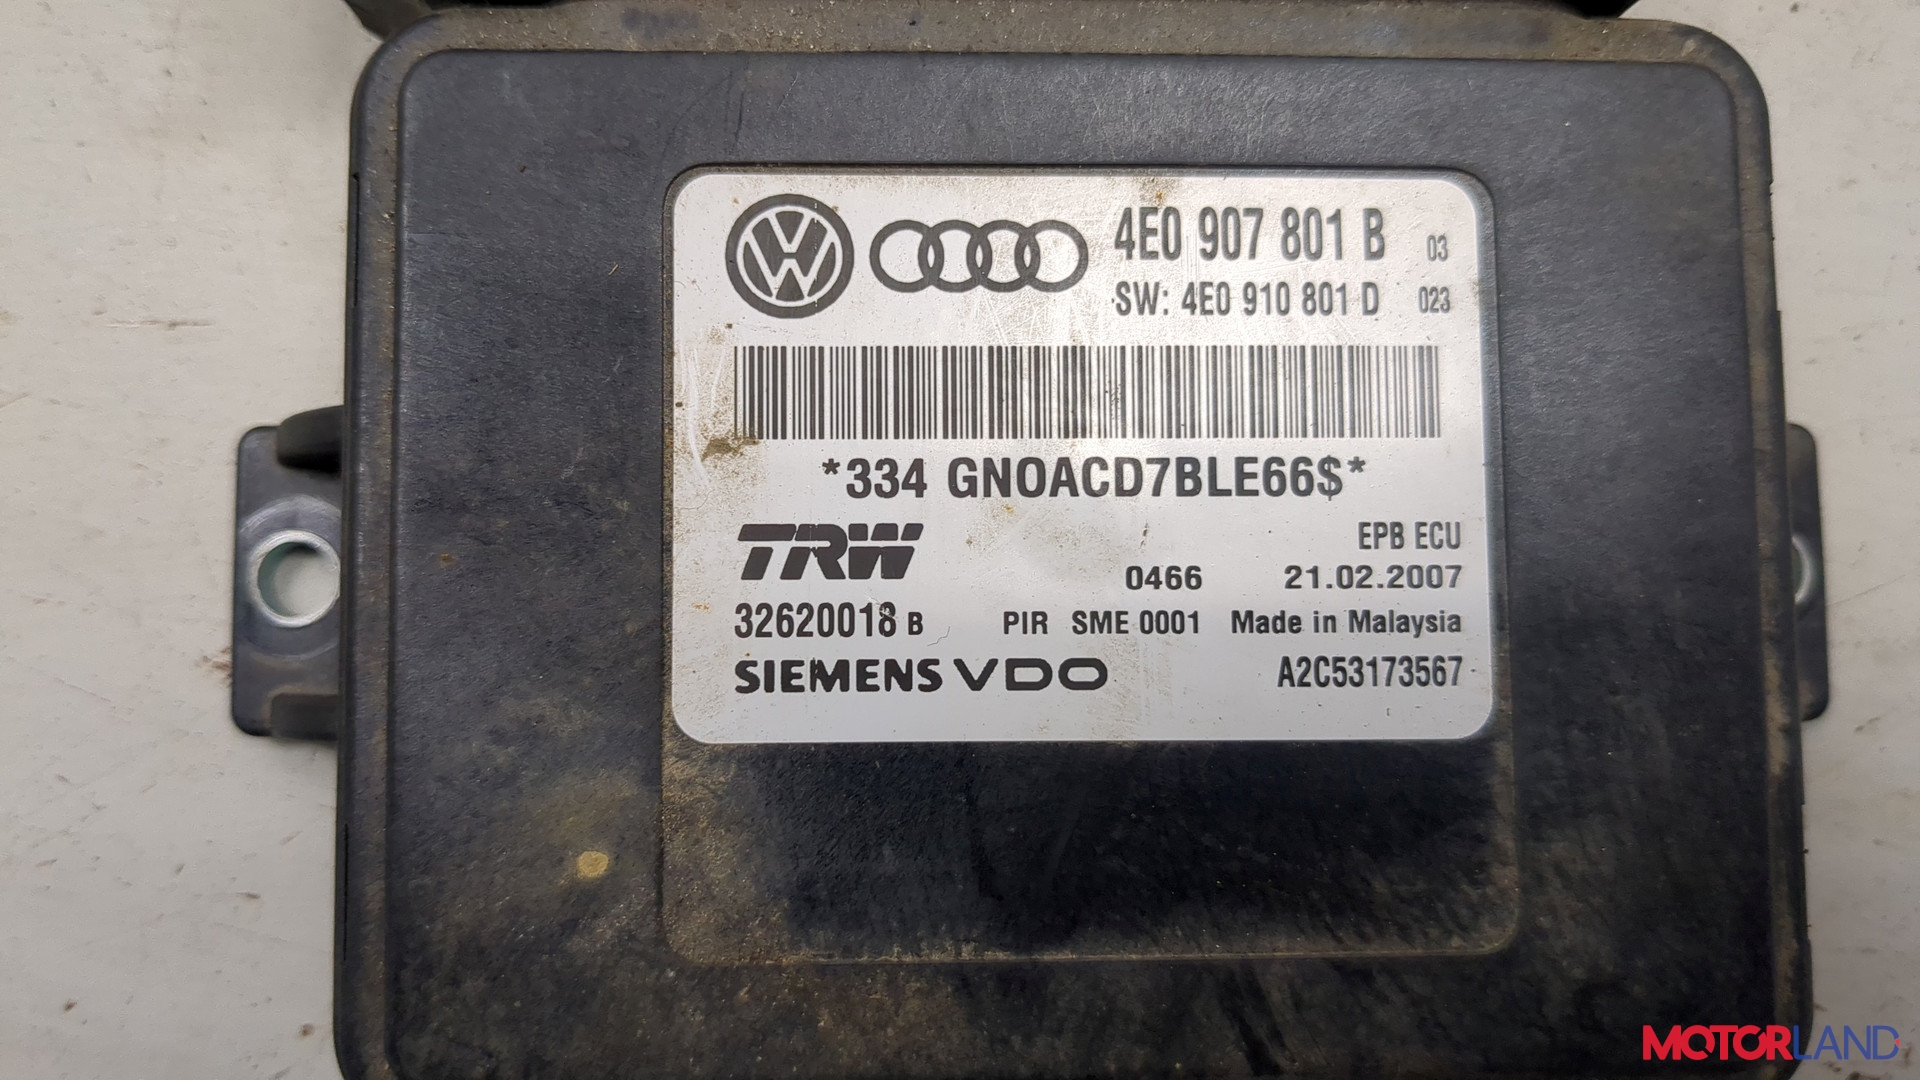 4E0 907 801 B 03
SW: 4E0 910 801 D 023
*334 GN0ACD7BLE66$*
TRW
EPB ECU
0466 21.02.2007
32620018 B PIR SME 0001 Made in Malaysia
SIEMENS VDO A2C53173567
MOTORLAND